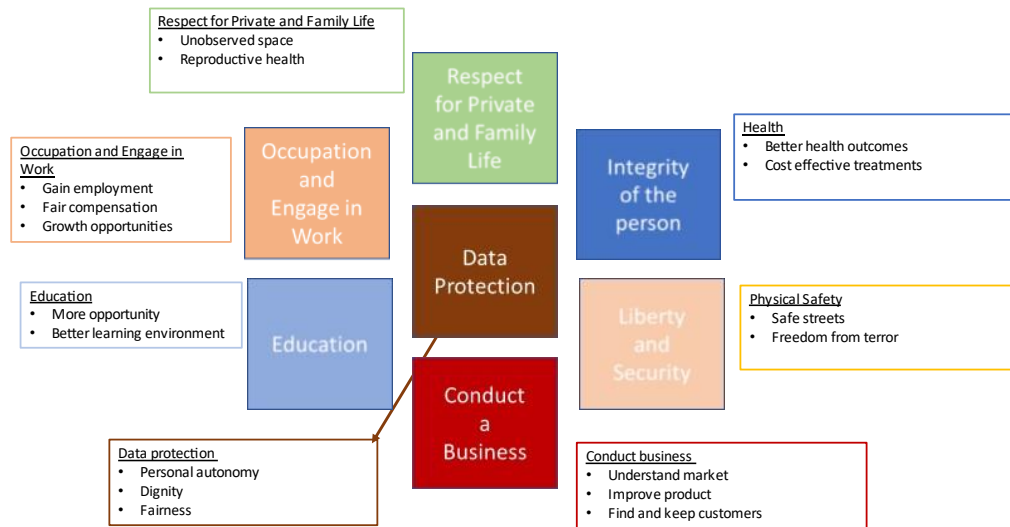 Respect for Private and Family Life
• Unobserved space
• Reproductive health
Respect
for Private
and Family
Life
Occupation and Engage in
Work
• Gain employment
• Fair compensation
• Growth opportunities
Occupation
and
Engage in
Work
Integrity
of the
person
Health
• Better health outcomes
• Cost effective treatments
Data
Protection
Education
• More opportunity
• Better learning environment
Education
Liberty
and
Security
Physical Safety
• Safe streets
• Freedom from terror
Conduct
a
Business
Data protection
• Personal autonomy
• Dignity
• Fairness
Conduct business
• Understand market
• Improve product
• Find and keep customers